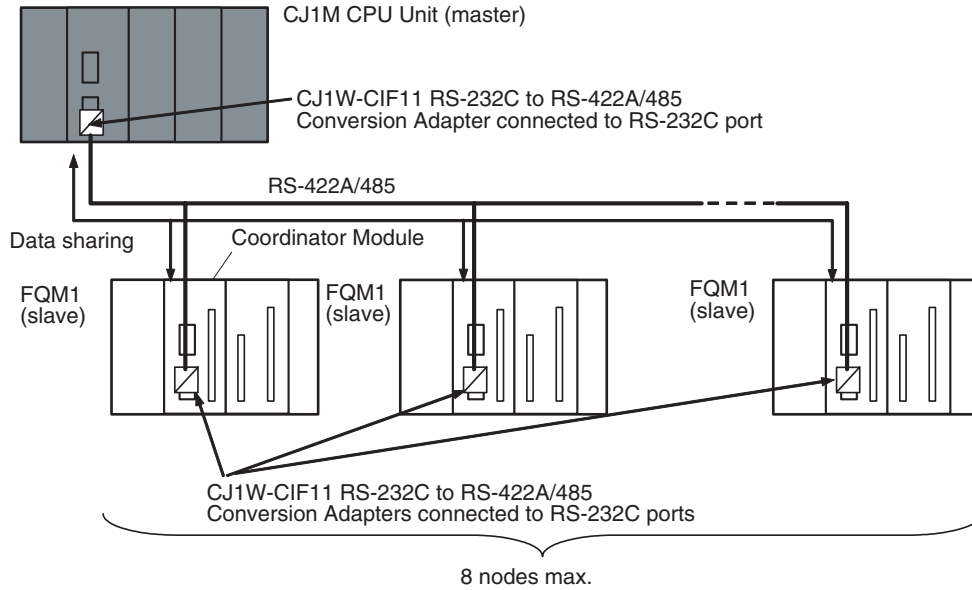 CJ1M CPU Unit (master)
CJ1W-CIF11 RS-232C to RS-422A/485
Conversion Adapter connected to RS-232C port
RS-422A/485
Data sharing
Coordinator Module
FQM1
(slave)
FQM1
(slave)
FQM1
(slave)
CJ1W-CIF11 RS-232C to RS-422A/485
Conversion Adapters connected to RS-232C ports
8 nodes max.